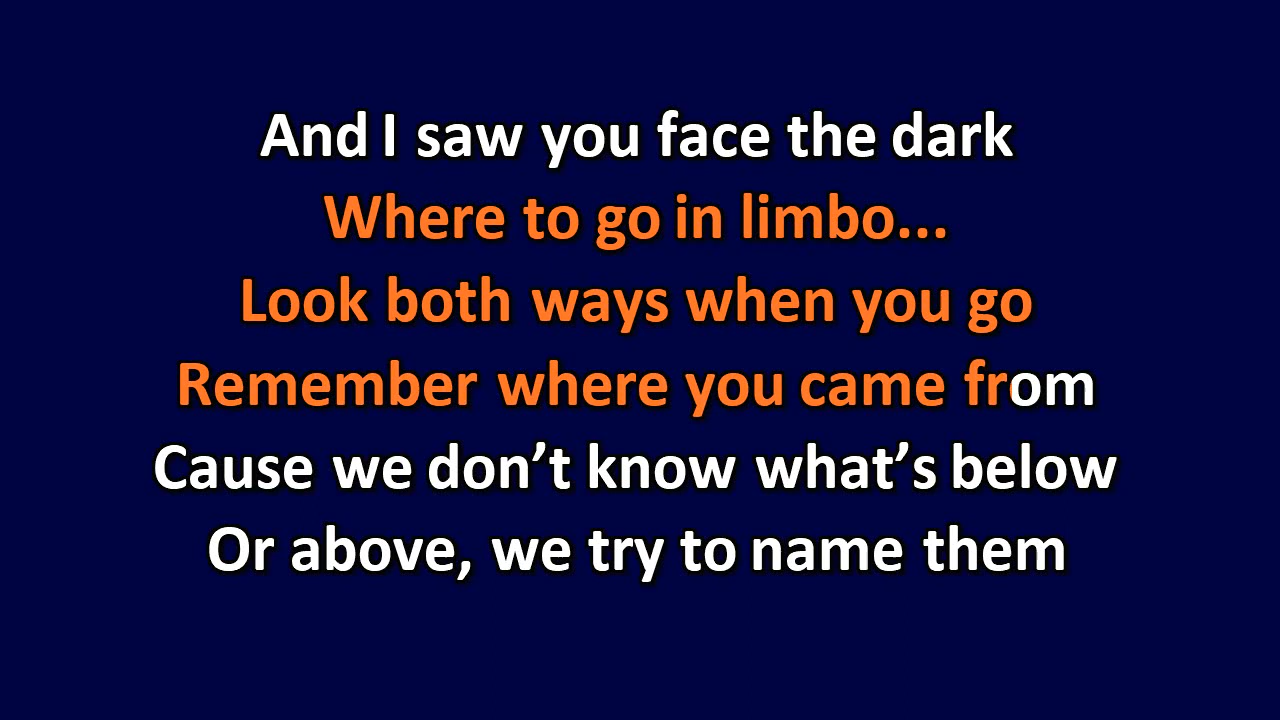 And I saw you face the dark
Where to go in limbo...
Look both ways when you go
Remember where you came from
Cause we don’t know what’s below
Or above, we try to name them